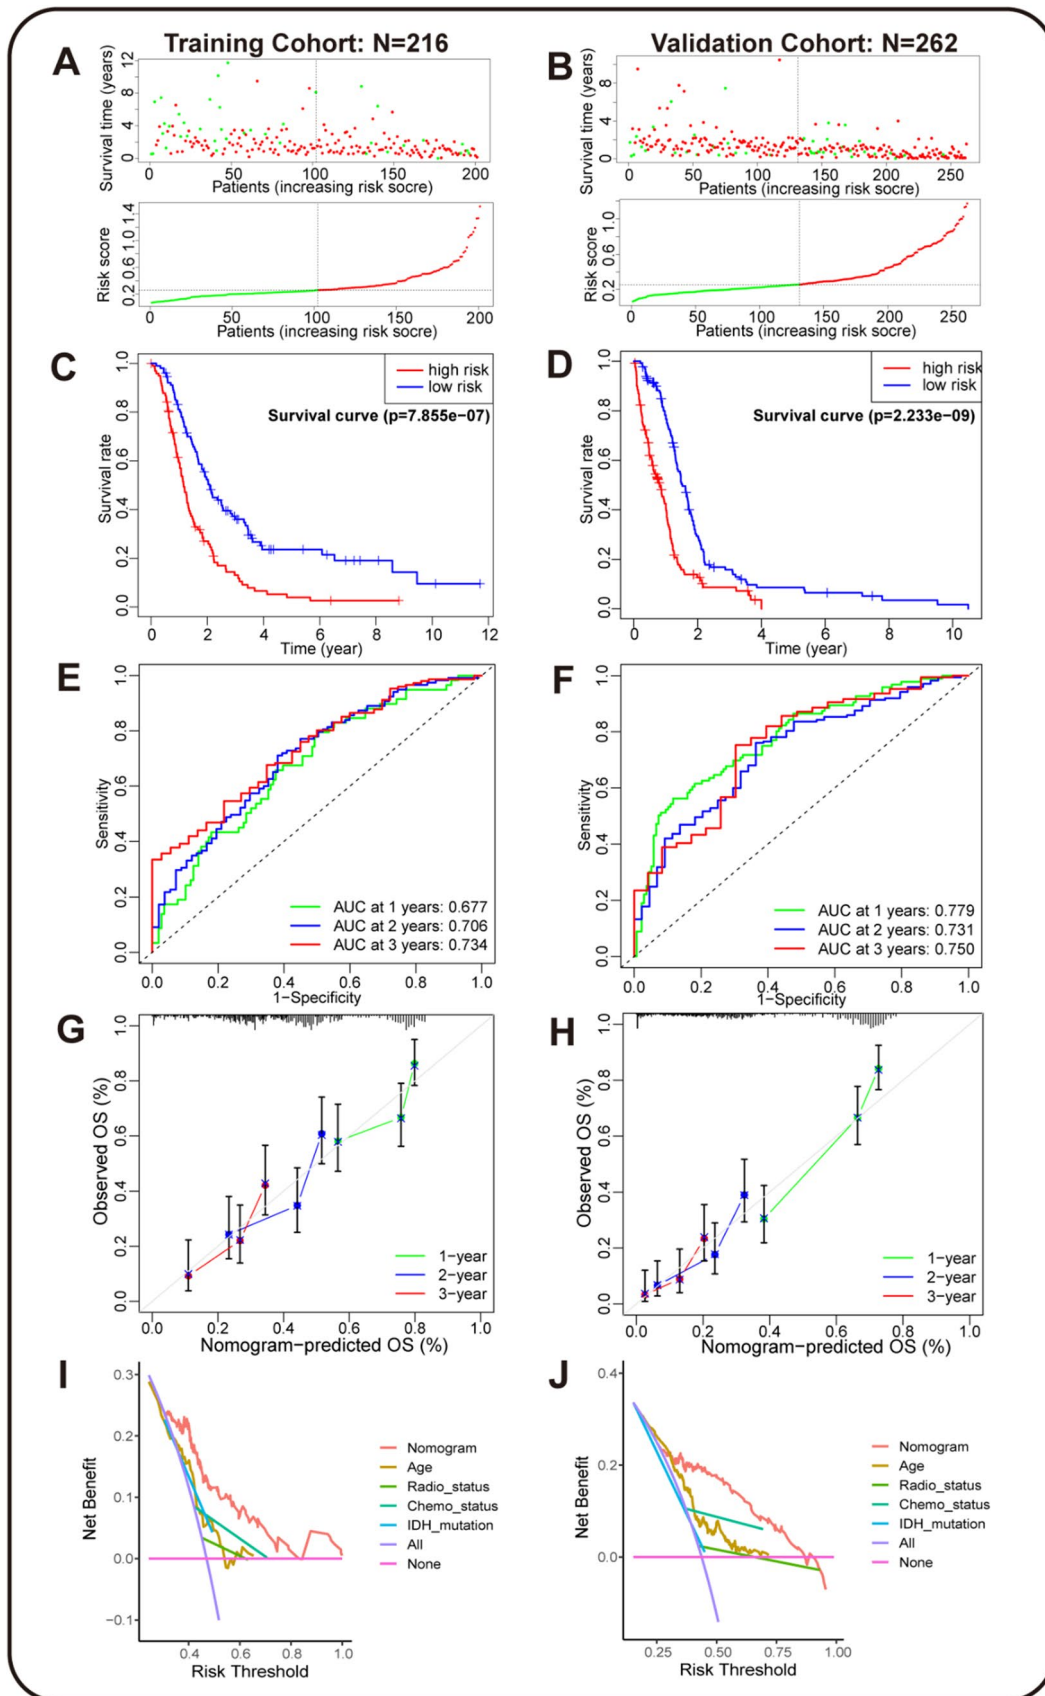 Training Cohort: N=216
Validation Cohort: N=262
A
Survival time (years)
0 4 8 12
0 50 100 150 200
Patients (increasing risk socre)
Risk score
0.2 0.6 1.0 1.4
0 50 100 150 200
Patients (increasing risk socre)
B
Survival time (years)
0 4 8
0 50 100 150 200 250
Patients (increasing risk socre)
Risk score
0.2 0.6 1.0
0 50 100 150 200 250
Patients (increasing risk socre)
C
high risk
low risk
Survival curve (p=7.855e−07)
Survival rate
0.0 0.2 0.4 0.6 0.8 1.0
0 2 4 6 8 10 12
Time (year)
D
high risk
low risk
Survival curve (p=2.233e−09)
Survival rate
0.0 0.2 0.4 0.6 0.8 1.0
0 2 4 6 8 10
Time (year)
E
Sensitivity
0.0 0.2 0.4 0.6 0.8 1.0
AUC at 1 years: 0.677
AUC at 2 years: 0.706
AUC at 3 years: 0.734
0.0 0.2 0.4 0.6 0.8 1.0
1−Specificity
F
Sensitivity
0.0 0.2 0.4 0.6 0.8 1.0
AUC at 1 years: 0.779
AUC at 2 years: 0.731
AUC at 3 years: 0.750
0.0 0.2 0.4 0.6 0.8 1.0
1−Specificity
G
Observed OS (%)
0.0 0.2 0.4 0.6 0.8 1.0
1−year
2−year
3−year
0.0 0.2 0.4 0.6 0.8 1.0
Nomogram−predicted OS (%)
H
Observed OS (%)
0.0 0.2 0.4 0.6 0.8 1.0
1−year
2−year
3−year
0.0 0.2 0.4 0.6 0.8 1.0
Nomogram−predicted OS (%)
I
Net Benefit
0.3
0.2
0.1
0.0
−0.1
Nomogram
Age
Radio_status
Chemo_status
IDH_mutation
All
None
0.4 0.6 0.8 1.0
Risk Threshold
J
Net Benefit
0.4
0.2
0.0
Nomogram
Age
Radio_status
Chemo_status
IDH_mutation
All
None
0.25 0.50 0.75 1.00
Risk Threshold